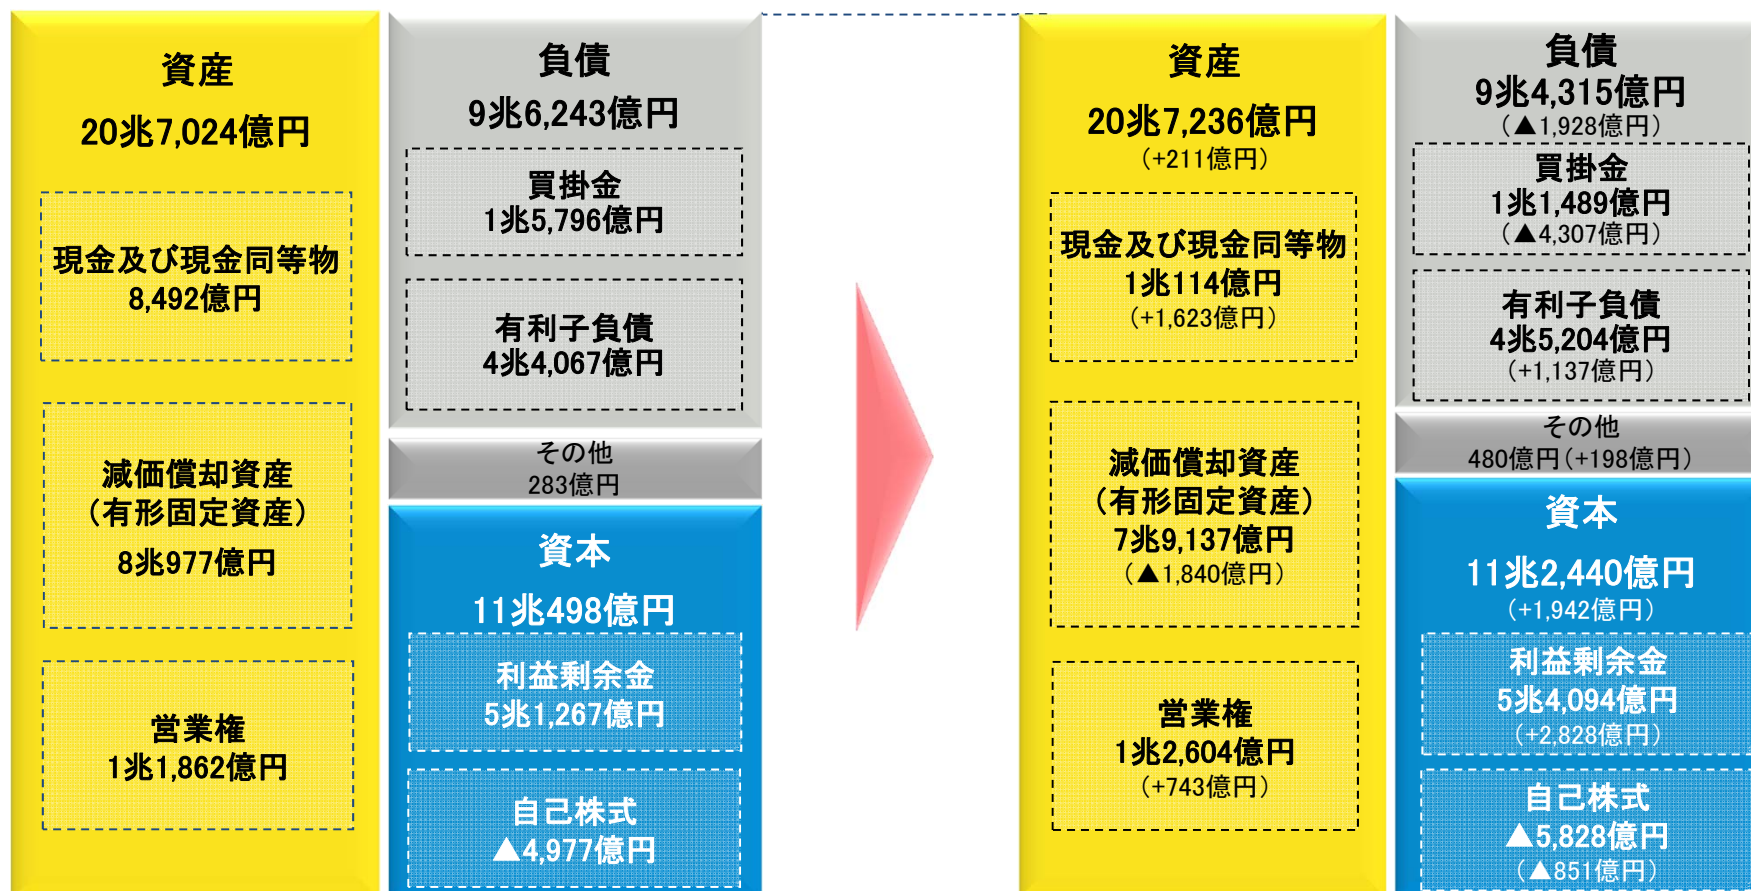 資産
20兆7,024億円
現金及び現金同等物
8,492億円
減価償却資産
（有形固定資産）
8兆977億円
営業権
1兆1,862億円
負債
9兆6,243億円
買掛金
1兆5,796億円
有利子負債
4兆4,067億円
その他
283億円
資本
11兆498億円
利益剰余金
5兆1,267億円
自己株式
▲4,977億円
資産
20兆7,236億円
（+211億円）
現金及び現金同等物
1兆114億円
（+1,623億円）
減価償却資産
（有形固定資産）
7兆9,137億円
（▲1,840億円）
営業権
1兆2,604億円
（+743億円）
負債
9兆4,315億円
（▲1,928億円）
買掛金
1兆1,489億円
（▲4,307億円）
有利子負債
4兆5,204億円
（+1,137億円）
その他
480億円（+198億円）
資本
11兆2,440億円
（+1,942億円）
利益剰余金
5兆4,094億円
（+2,828億円）
自己株式
▲5,828億円
（▲851億円）